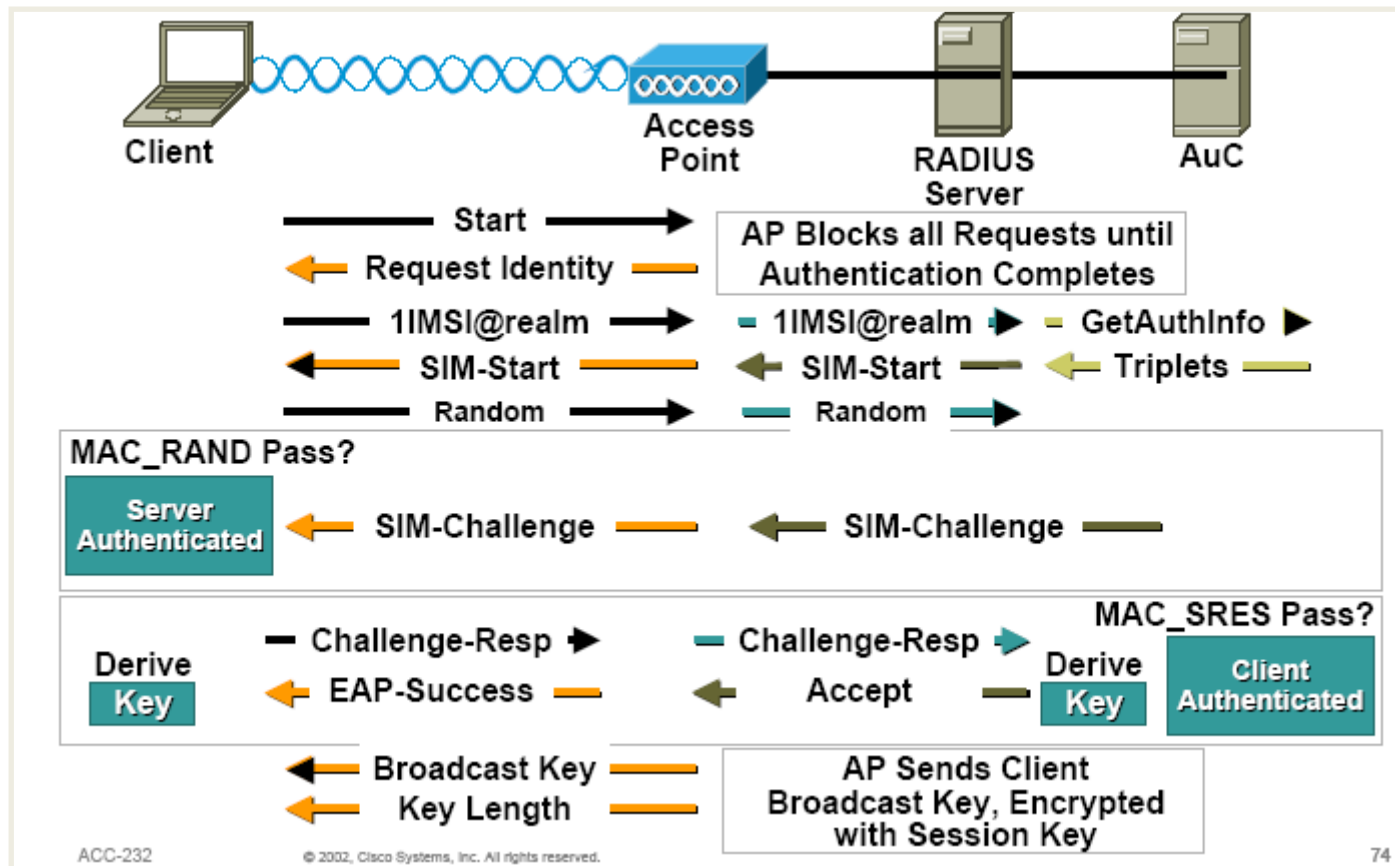 Client
Access
Point
RADIUS
Server
AuC
Start
AP Blocks all Requests until
Authentication Completes
Request Identity
1IMSI@realm
1IMSI@realm
GetAuthInfo
SIM-Start
SIM-Start
Triplets
Random
Random
MAC_RAND Pass?
Server
Authenticated
SIM-Challenge
SIM-Challenge
MAC_SRES Pass?
Challenge-Resp
Challenge-Resp
Derive
Key
EAP-Success
Accept
Derive
Key
Client
Authenticated
Broadcast Key
Key Length
AP Sends Client
Broadcast Key, Encrypted
with Session Key
ACC-232
© 2002, Cisco Systems, Inc. All rights reserved.
74